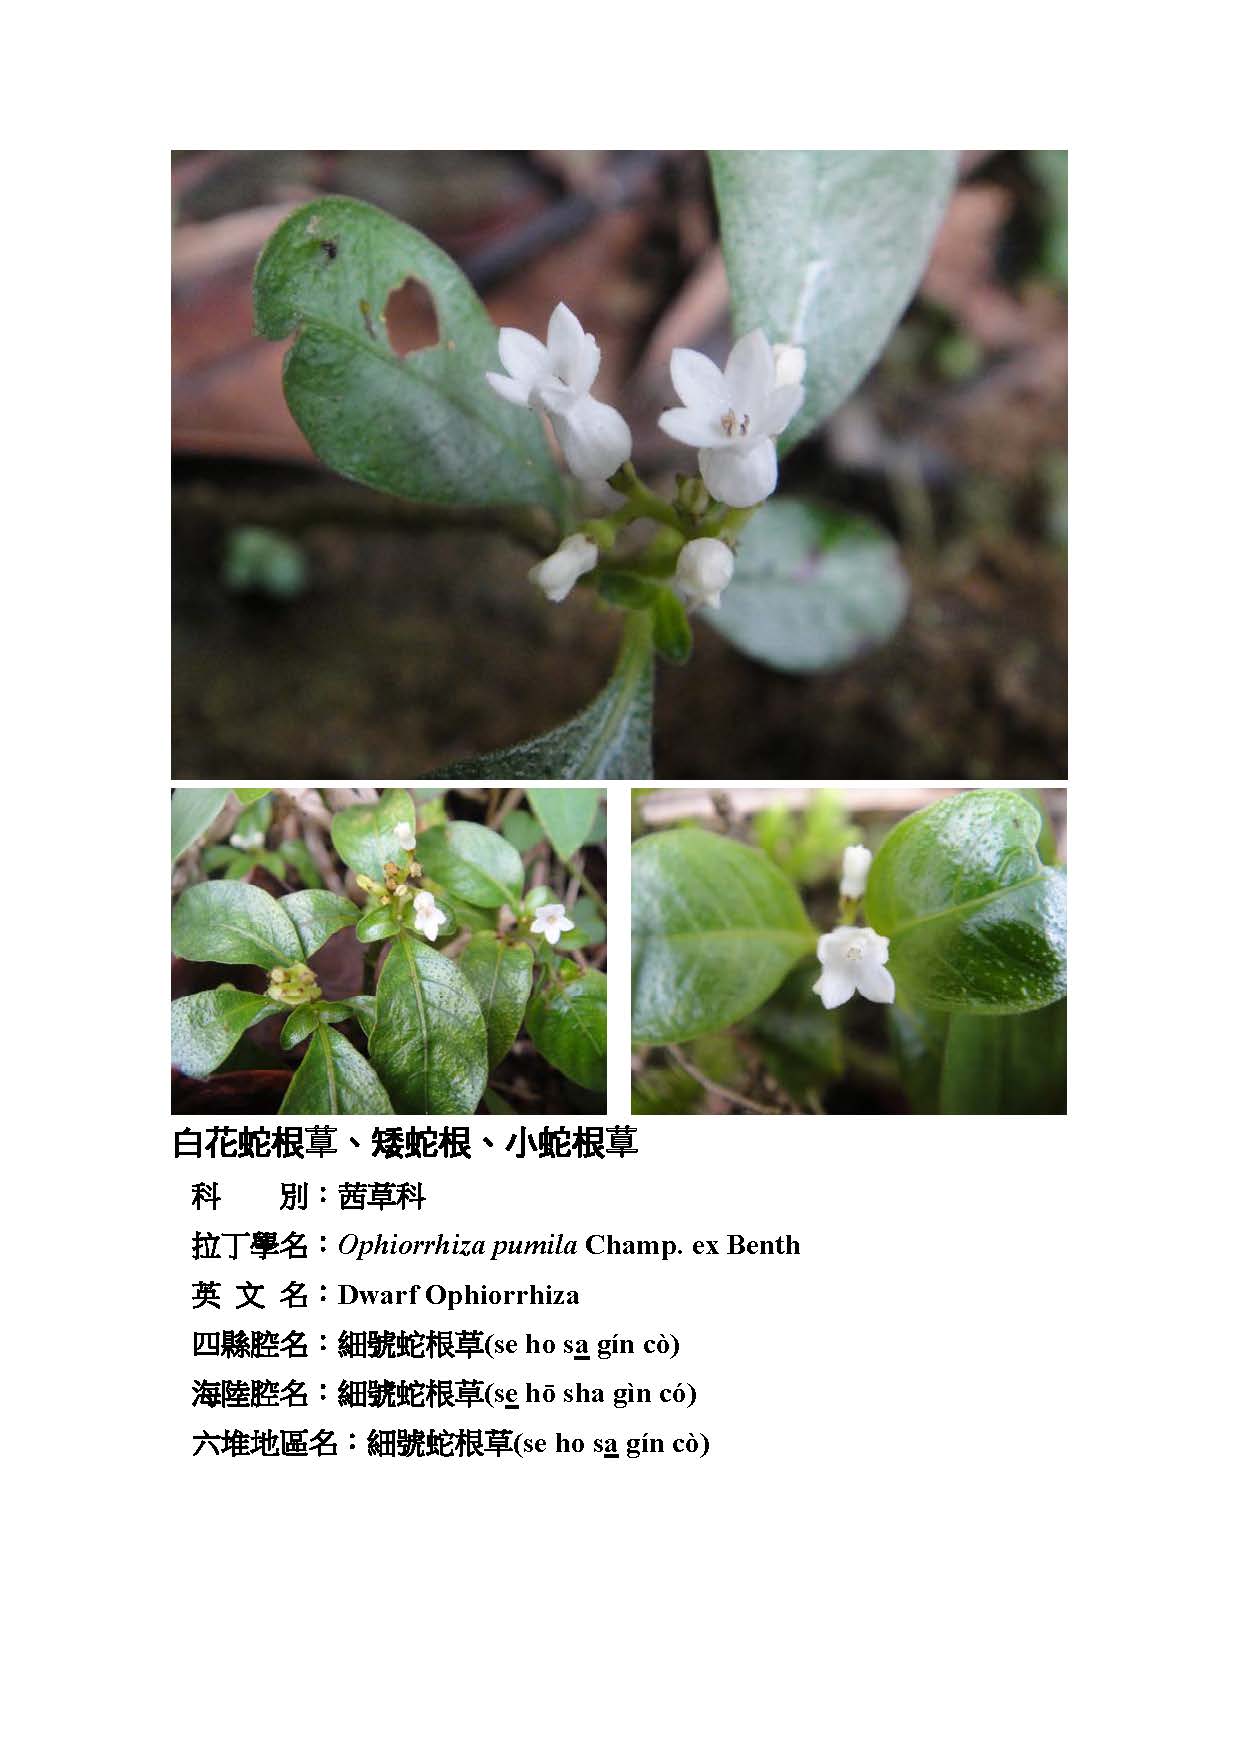 白花蛇根蕈、矮蛇根、小蛇根蕈
科　　別：茜草科
拉丁學名：Ophiorrhiza pumila Champ. ex Benth
英 文 名：Dwarf Ophiorrhiza
四縣腔名：細號蛇根草(se ho sa gín cò)
海陸腔名：細號蛇根草(se hō sha gìn có)
六堆地區名：細號蛇根草(se ho sa gín cò)